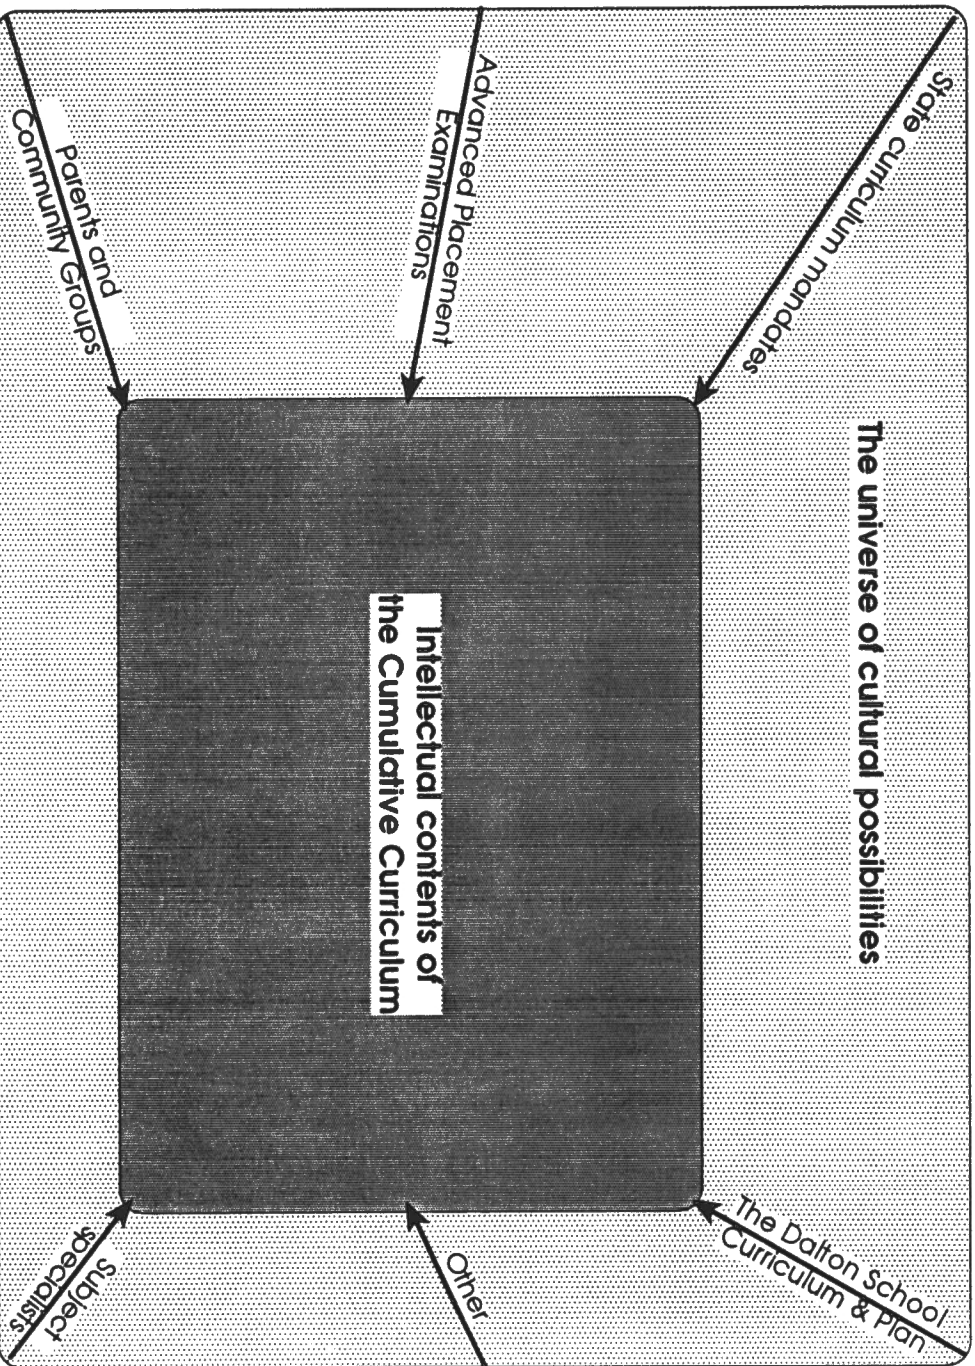 State curriculum mandates
The universe of cultural possibilities
The Dalton School
Curriculum & Plan
Advanced Placement
Examinations
Intellectual contents of
the Cumulative Curriculum
Other
Parents and
Community Groups
Subject
specialists